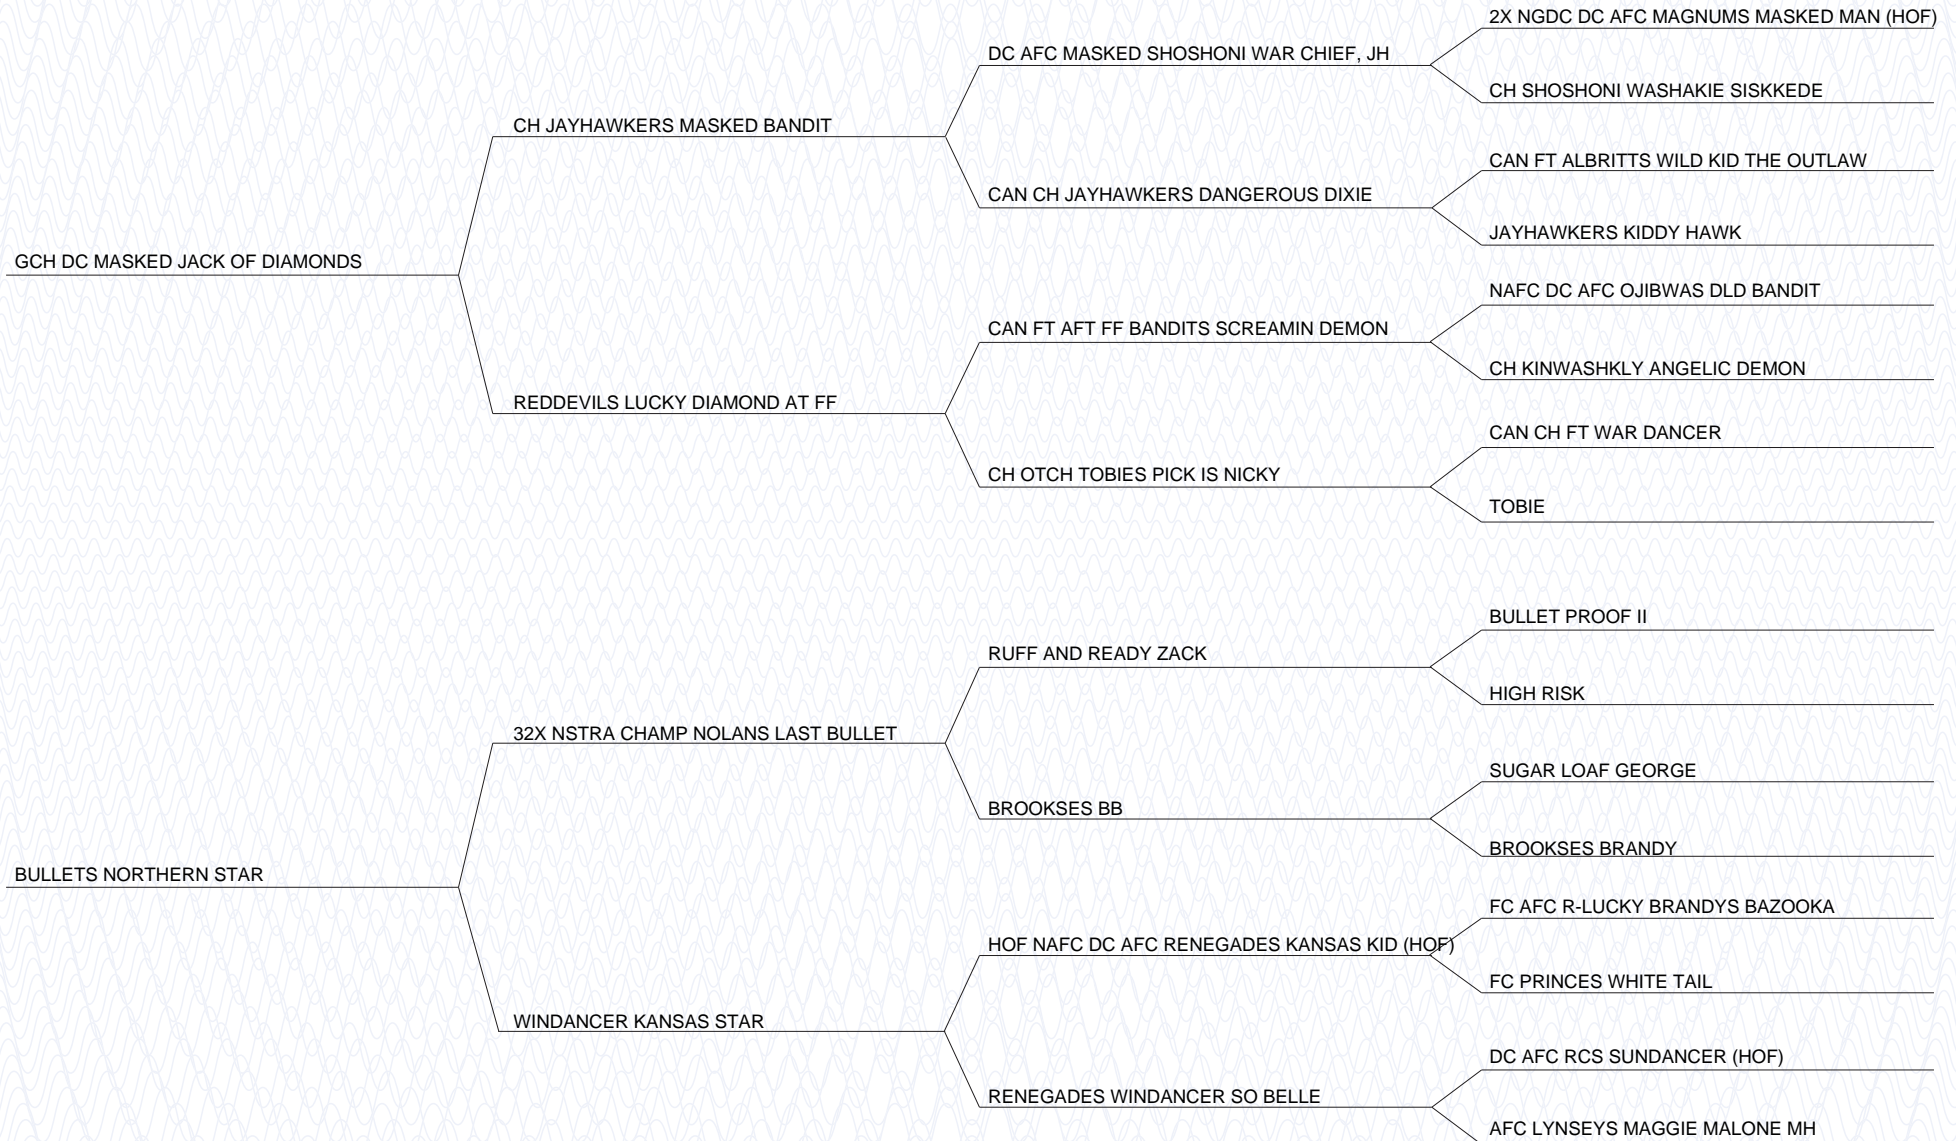 2X NGDC DC AFC MAGNUMS MASKED MAN (HOF)
DC AFC MASKED SHOSHONI WAR CHIEF, JH
CH SHOSHONI WASHAKIE SISKKEDE
CH JAYHAWKERS MASKED BANDIT
CAN FT ALBRITTS WILD KID THE OUTLAW
CAN CH JAYHAWKERS DANGEROUS DIXIE
JAYHAWKERS KIDDY HAWK
GCH DC MASKED JACK OF DIAMONDS
NAFC DC AFC OJIBWAS DLD BANDIT
CAN FT AFT FF BANDITS SCREAMIN DEMON
CH KINWASHKLY ANGELIC DEMON
REDDEVILS LUCKY DIAMOND AT FF
CAN CH FT WAR DANCER
CH OTCH TOBIES PICK IS NICKY
TOBIE
BULLET PROOF II
RUFF AND READY ZACK
HIGH RISK
32X NSTRA CHAMP NOLANS LAST BULLET
SUGAR LOAF GEORGE
BROOKSES BB
BROOKSES BRANDY
BULLETS NORTHERN STAR
FC AFC R-LUCKY BRANDYS BAZOOKA
HOF NAFC DC AFC RENEGADES KANSAS KID (HOF)
FC PRINCES WHITE TAIL
WINDANCER KANSAS STAR
DC AFC RCS SUNDANCER (HOF)
RENEGADES WINDANCER SO BELLE
AFC LYNSEYS MAGGIE MALONE MH